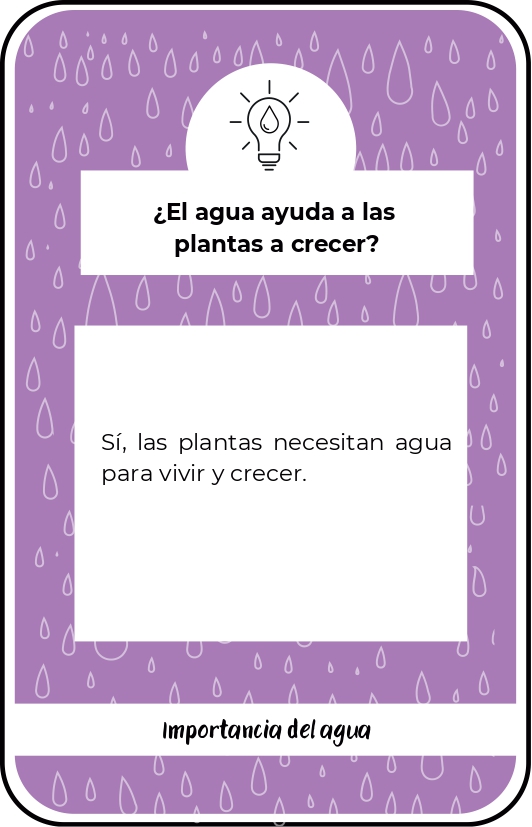 ¿El agua ayuda a las
plantas a crecer?
Sí, las plantas necesitan agua
para vivir y crecer.
Importancia del agua